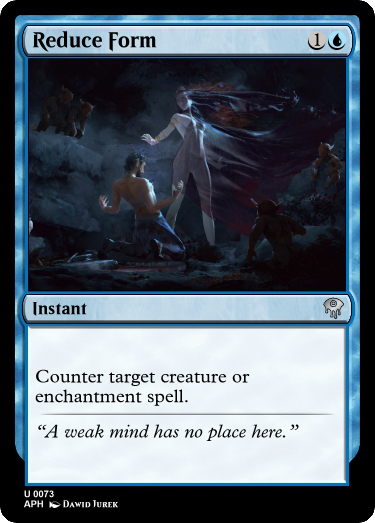 Reduce Form 1
Instant
Counter target creature or
enchantment spell.
“A weak mind has no place here.”
U 0073
APH Dawid Jurek